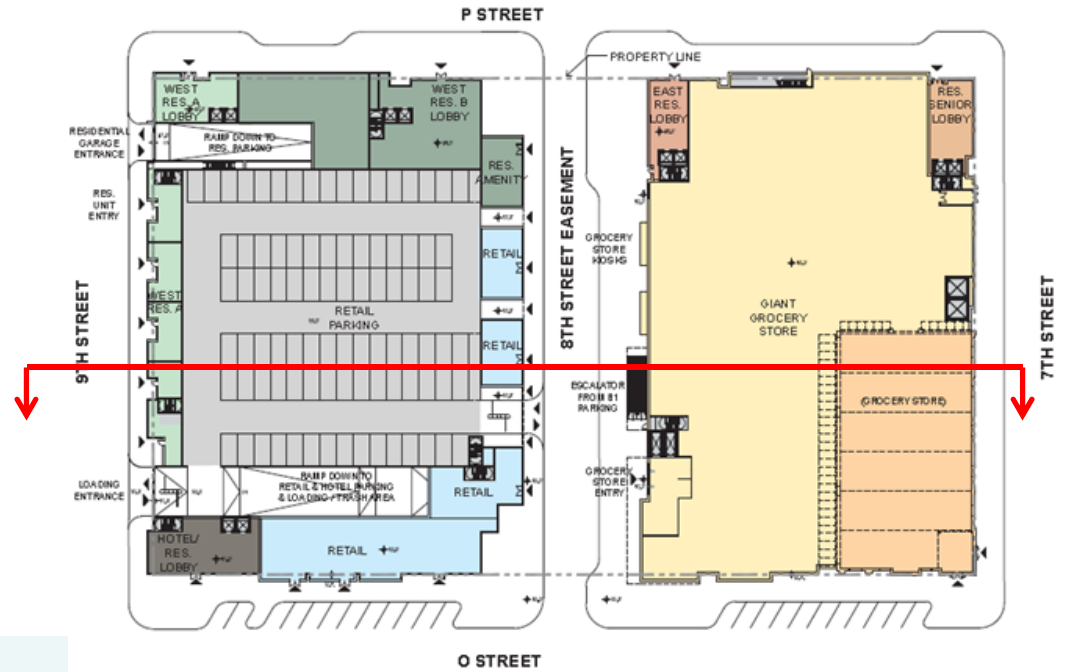 P STREET
PROPERTY LINE
WEST
RES. A
LOBBY
WEST
RES. B
LOBBY
EAST
RES.
LOBBY
RES.
SENIOR
LOBBY
RESIDENTIAL
GARAGE
ENTRANCE
RAMP DOWN TO
RES. PARKING
RES.
AMENITY
RES.
UNIT
ENTRY
8TH STREET EASEMENT
GROCERY
STORE
KIOSKS
RETAIL
9TH STREET
WEST
RES. A
RETAIL
PARKING
RETAIL
GIANT
GROCERY
STORE
7TH STREET
ESCALATOR
FROM B1
PARKING
(GROCERY STORE)
LOADING
ENTRANCE
RAMP DOWN TO
RETAIL & HOTEL PARKING
& LOADING / TRASH AREA
RETAIL
GROCERY
STORE
ENTRY
HOTEL/
RES.
LOBBY
RETAIL
O STREET